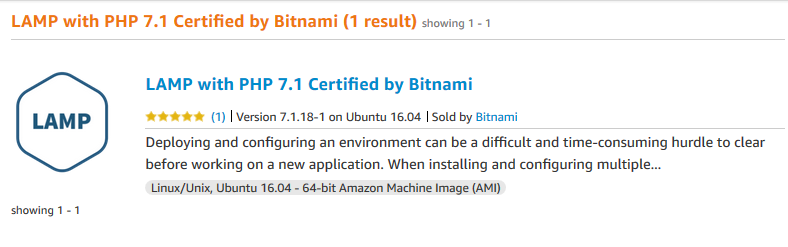 LAMP with PHP 7.1 Certified by Bitnami (1 result) showing 1 - 1
LAMP
LAMP with PHP 7.1 Certified by Bitnami
(1) | Version 7.1.18-1 on Ubuntu 16.04 | Sold by Bitnami
Deploying and configuring an environment can be a difficult and time-consuming hurdle to clear
before working on a new application. When installing and configuring multiple...
Linux/Unix, Ubuntu 16.04 - 64-bit Amazon Machine Image (AMI)
showing 1 - 1